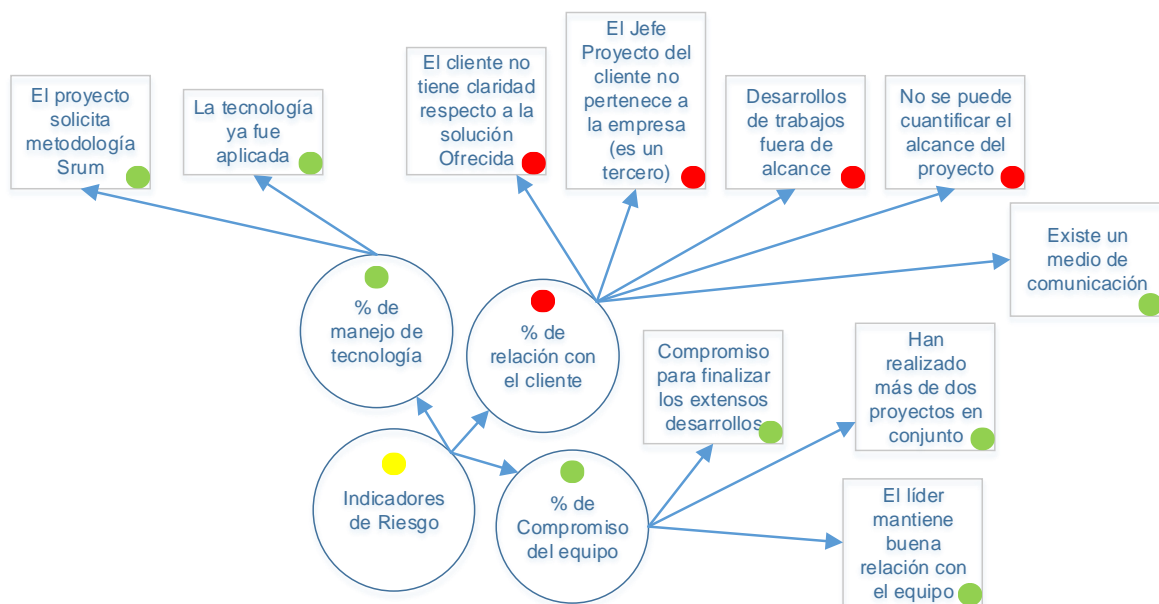 El proyecto
solicita
metodología
Srum
La tecnología
ya fue
aplicada
El cliente no
tiene claridad
respecto a la
solución
Ofrecida
El Jefe
Proyecto del
cliente no
pertenece a
la empresa
(es un
tercero)
Desarrollos
de trabajos
fuera de
alcance
No se puede
cuantificar el
alcance del
proyecto
Existe un
medio de
comunicación
% de
manejo de
tecnología
% de
relación con
el cliente
Compromiso
para finalizar
los extensos
desarrollos
Han
realizado
más de dos
proyectos en
conjunto
Indicadores
de Riesgo
% de
Compromiso
del equipo
El líder
mantiene
buena
relación con
el equipo